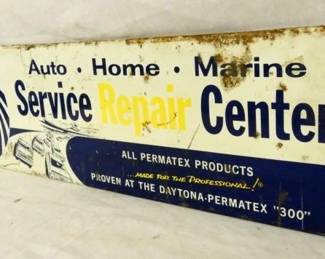 Auto · Home · Marine
Service Repair Center
ALL PERMATEX PRODUCTS
...MADE FOR THE PROFESSIONAL!®
PROVEN AT THE DAYTONA-PERMATEX "300"